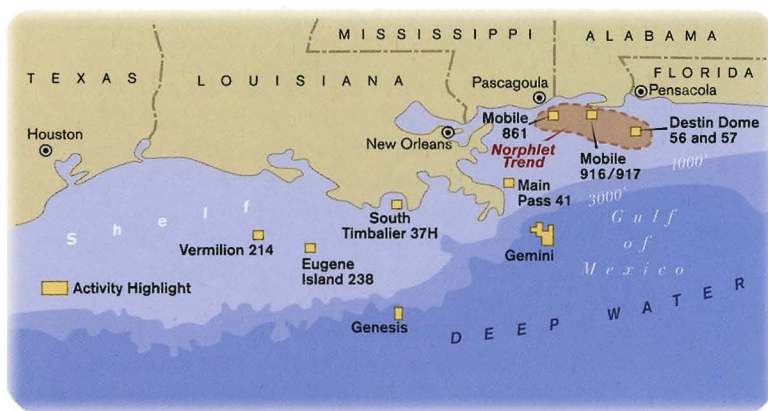 MISSISSIPPI
ALABAMA
TEXAS
LOUISIANA
FLORIDA
Pascagoula
Pensacola
Houston
New Orleans
Mobile
861
Norphlet
Trend
Mobile
916/917
Destin Dome
56 and 57
1000'
3000'
Main
Pass 41
Gulf
of
Mexico
Shelf
South
Timbalier 37H
Vermilion 214
Eugene
Island 238
Gemini
Activity Highlight
Genesis
DEEP WATER